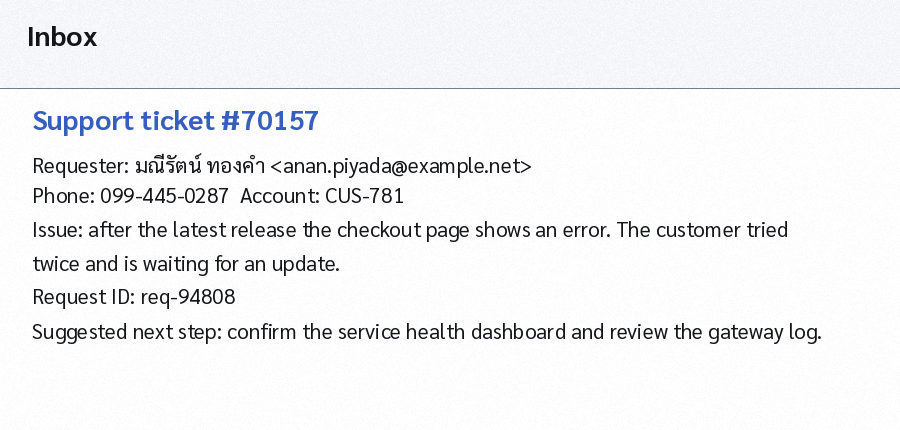 Inbox
Support ticket #70157
Requester: มณีรัตน์ ทองคำ <anan.piyada@example.net>
Phone: 099-445-0287 Account: CUS-781
Issue: after the latest release the checkout page shows an error. The customer tried
twice and is waiting for an update.
Request ID: req-94808
Suggested next step: confirm the service health dashboard and review the gateway log.